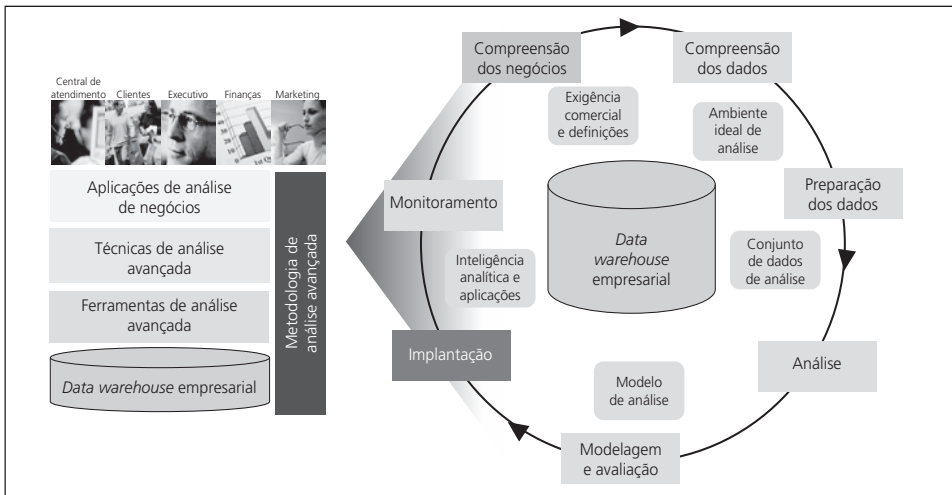 Central de
atendimento Clientes Executivo Finanças Marketing
Aplicações de análise
de negócios
Técnicas de análise
avançada
Ferramentas de análise
avançada
Data warehouse empresarial
Metodologia de
análise avançada
Compreensão
dos negócios
Compreensão
dos dados
Exigência
comercial
e definições
Ambiente
ideal de
análise
Monitoramento
Preparação
dos dados
Data
warehouse
empresarial
Inteligência
analítica e
aplicações
Conjunto
de dados
de análise
Implantação
Análise
Modelo
de análise
Modelagem
e avaliação